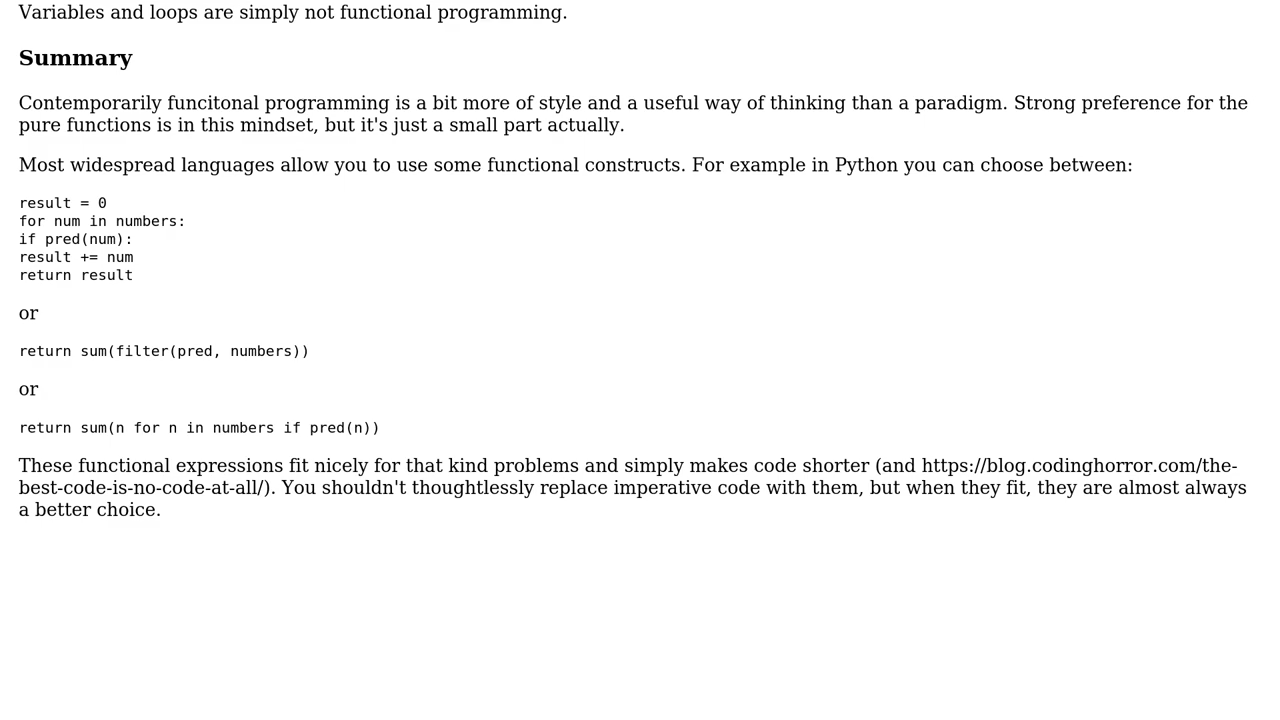 Variables and loops are simply not functional programming.
Summary
Contemporarily funcitonal programming is a bit more of style and a useful way of thinking than a paradigm. Strong preference for the
pure functions is in this mindset, but it's just a small part actually.
Most widespread languages allow you to use some functional constructs. For example in Python you can choose between:
result = 0
for num in numbers:
if pred(num):
result += num
return result
or
return sum(filter(pred, numbers))
or
return sum(n for n in numbers if pred(n))
These functional expressions fit nicely for that kind problems and simply makes code shorter (and https://blog.codinghorror.com/the-
best-code-is-no-code-at-all/). You shouldn't thoughtlessly replace imperative code with them, but when they fit, they are almost always
a better choice.